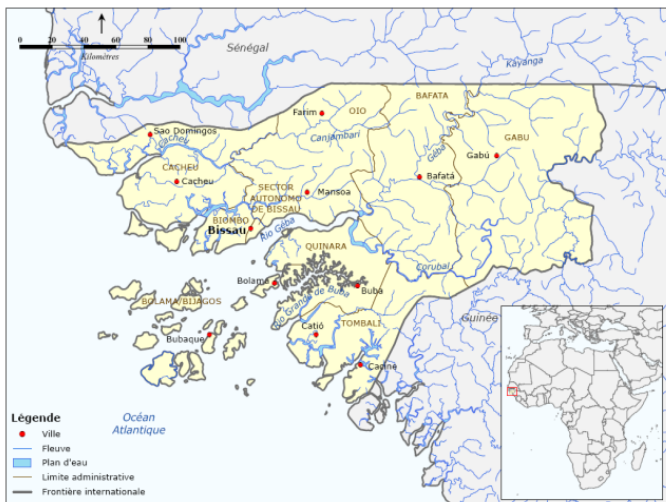 Sénégal
0 20 40 60 80 100
Kilomètres
Kayanga
BAFATA
OIO
Farim
GABU
Sao Domingos
Cacheu
Canjambari
Géba
Gabú
CACHEU
Cacheu
Bafatá
SECTOR
AUTONOMO
DE BISSAU
Mansoa
BIOMBO
Bissau
Rio Géba
QUINARA
Corubal
Bolama
Buba
Rio Grande de Buba
BOLAMA/BIJAGOS
Guinée
Catió
TOMBALI
Bubaque
Cacine
Océan
Atlantique
Légende
Ville
Fleuve
Plan d'eau
Limite administrative
Frontière internationale